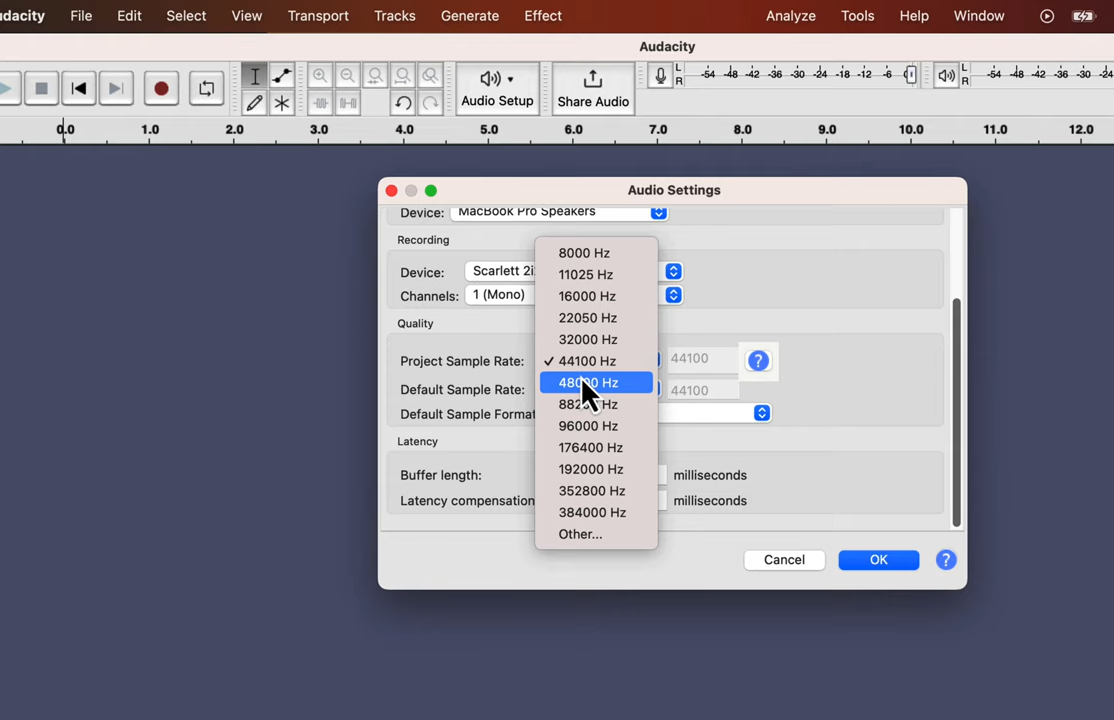 udacity File Edit Select View Transport Tracks Generate Effect Analyze Tools Help Window
Audacity
Audio Setup
Share Audio
L
R
-54 -48 -42 -36 -30 -24 -18 -12 -6 0
L
R
-54 -48 -42 -36 -30 -24
0.0 1.0 2.0 3.0 4.0 5.0 6.0 7.0 8.0 9.0 10.0 11.0 12.0
Audio Settings
Device: MacBook Pro Speakers
Recording
Device: Scarlett 2i
Channels: 1 (Mono)
Quality
Project Sample Rate: 44100 ?
Default Sample Rate: 44100
Default Sample Format
Latency
Buffer length: milliseconds
Latency compensation milliseconds
8000 Hz
11025 Hz
16000 Hz
22050 Hz
32000 Hz
✓ 44100 Hz
48000 Hz
Hz
96000 Hz
176400 Hz
192000 Hz
352800 Hz
384000 Hz
Other...
Cancel OK ?